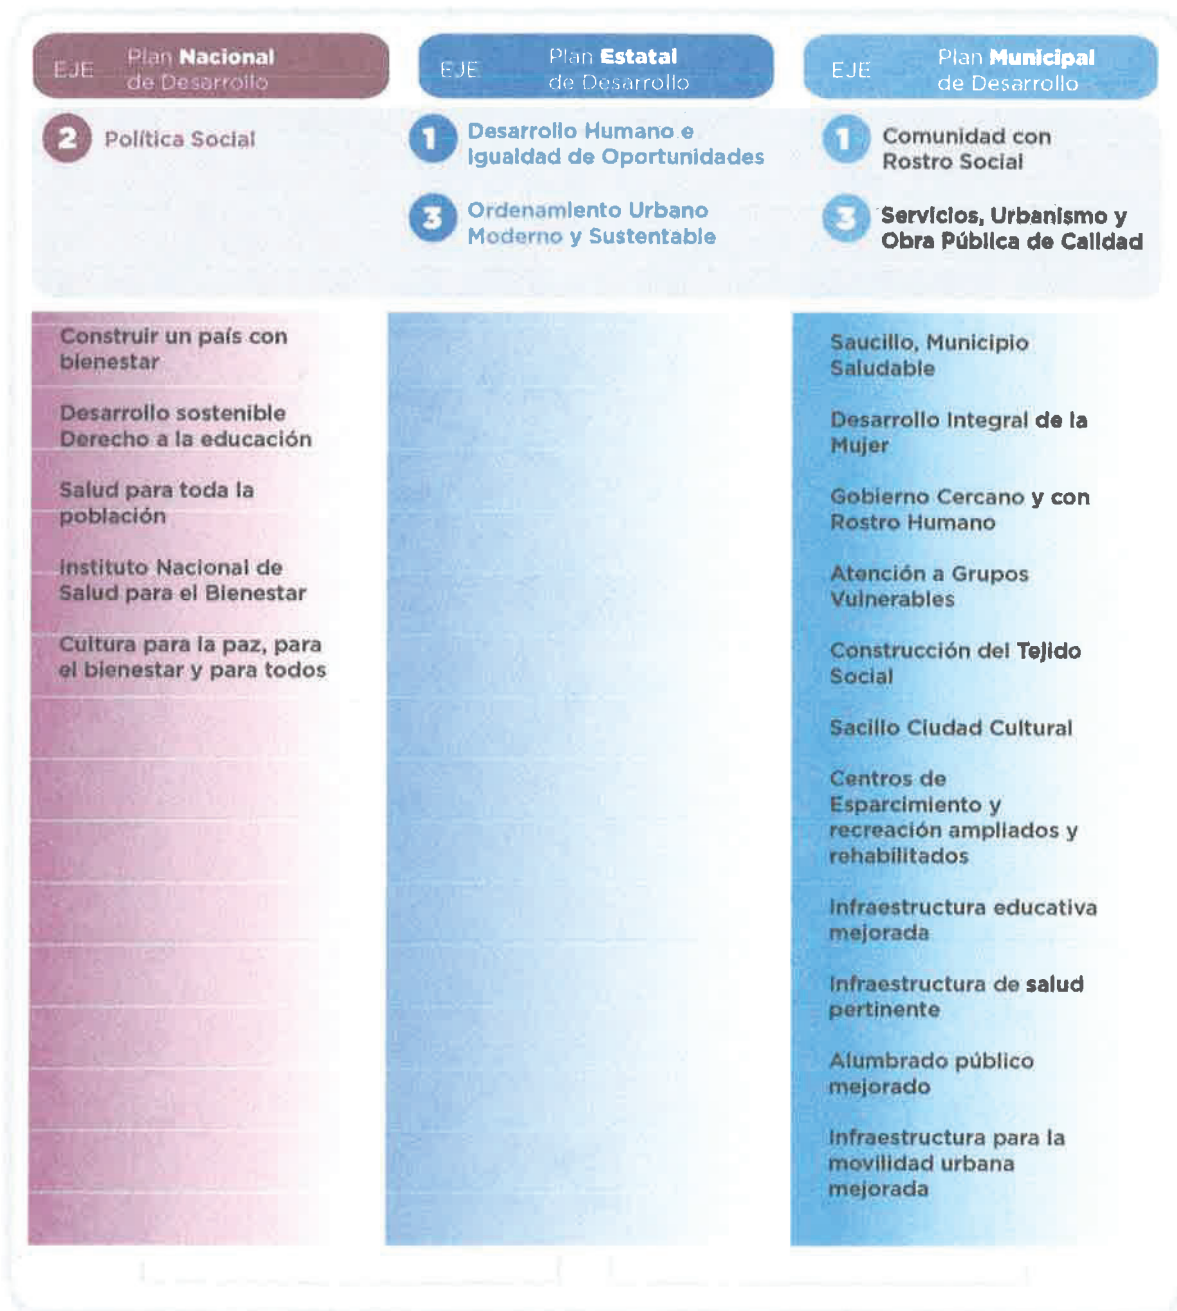 EJE
Plan Nacional
de Desarrollo
2
Política Social
Construir un país con
bienestar
Desarrollo sostenible
Derecho a la educación
Salud para toda la
población
Instituto Nacional de
Salud para el Bienestar
Cultura para la paz, para
el bienestar y para todos
EJE
Plan Estatal
de Desarrollo
1
Desarrollo Humano e
Igualdad de Oportunidades
3
Ordenamiento Urbano
Moderno y Sustentable
EJE
Plan Municipal
de Desarrollo
1
Comunidad con
Rostro Social
3
Servicios, Urbanismo y
Obra Pública de Calidad
Saucillo, Municipio
Saludable
Desarrollo Integral de la
Mujer
Gobierno Cercano y con
Rostro Humano
Atención a Grupos
Vulnerables
Construcción del Tejido
Social
Sacillo Ciudad Cultural
Centros de
Esparcimiento y
recreación ampliados y
rehabilitados
Infraestructura educativa
mejorada
Infraestructura de salud
pertinente
Alumbrado público
mejorado
Infraestructura para la
movilidad urbana
mejorada